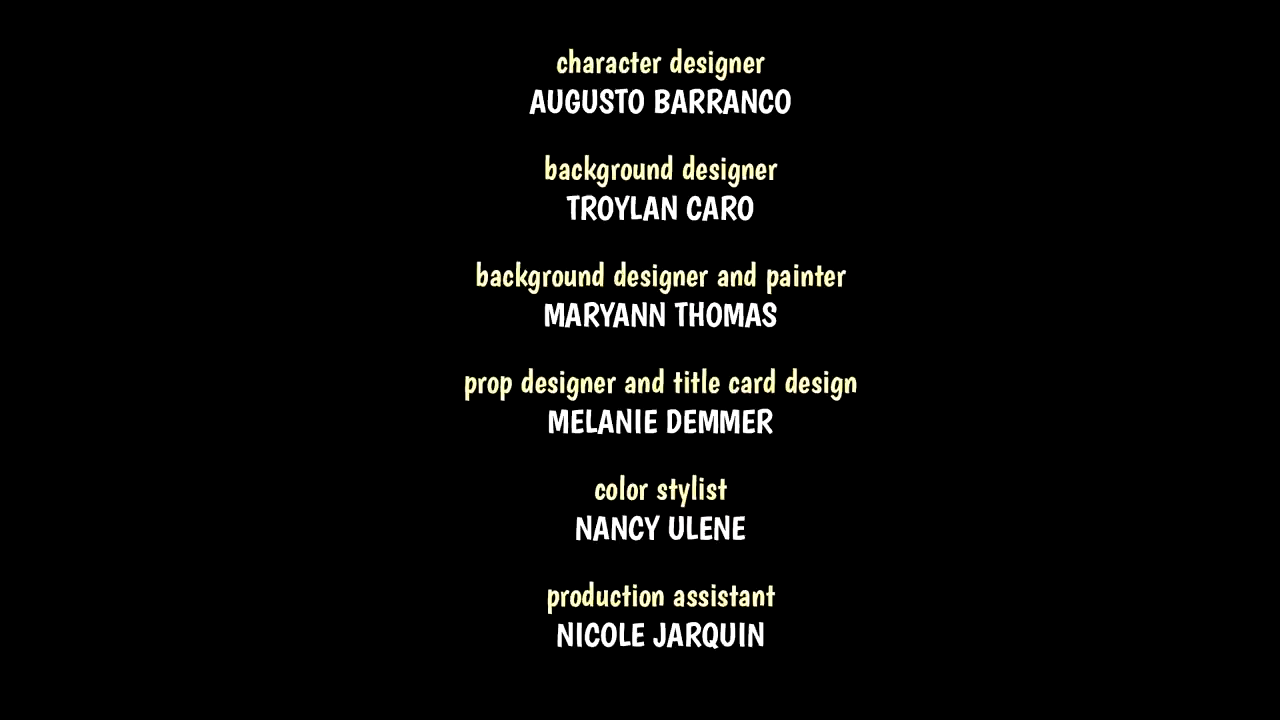 character designer
AUGUSTO BARRANCO
background designer
TROYLAN CARO
background designer and painter
MARYANN THOMAS
prop designer and title card design
MELANIE DEMMER
color stylist
NANCY ULENE
production assistant
NICOLE JARQUIN